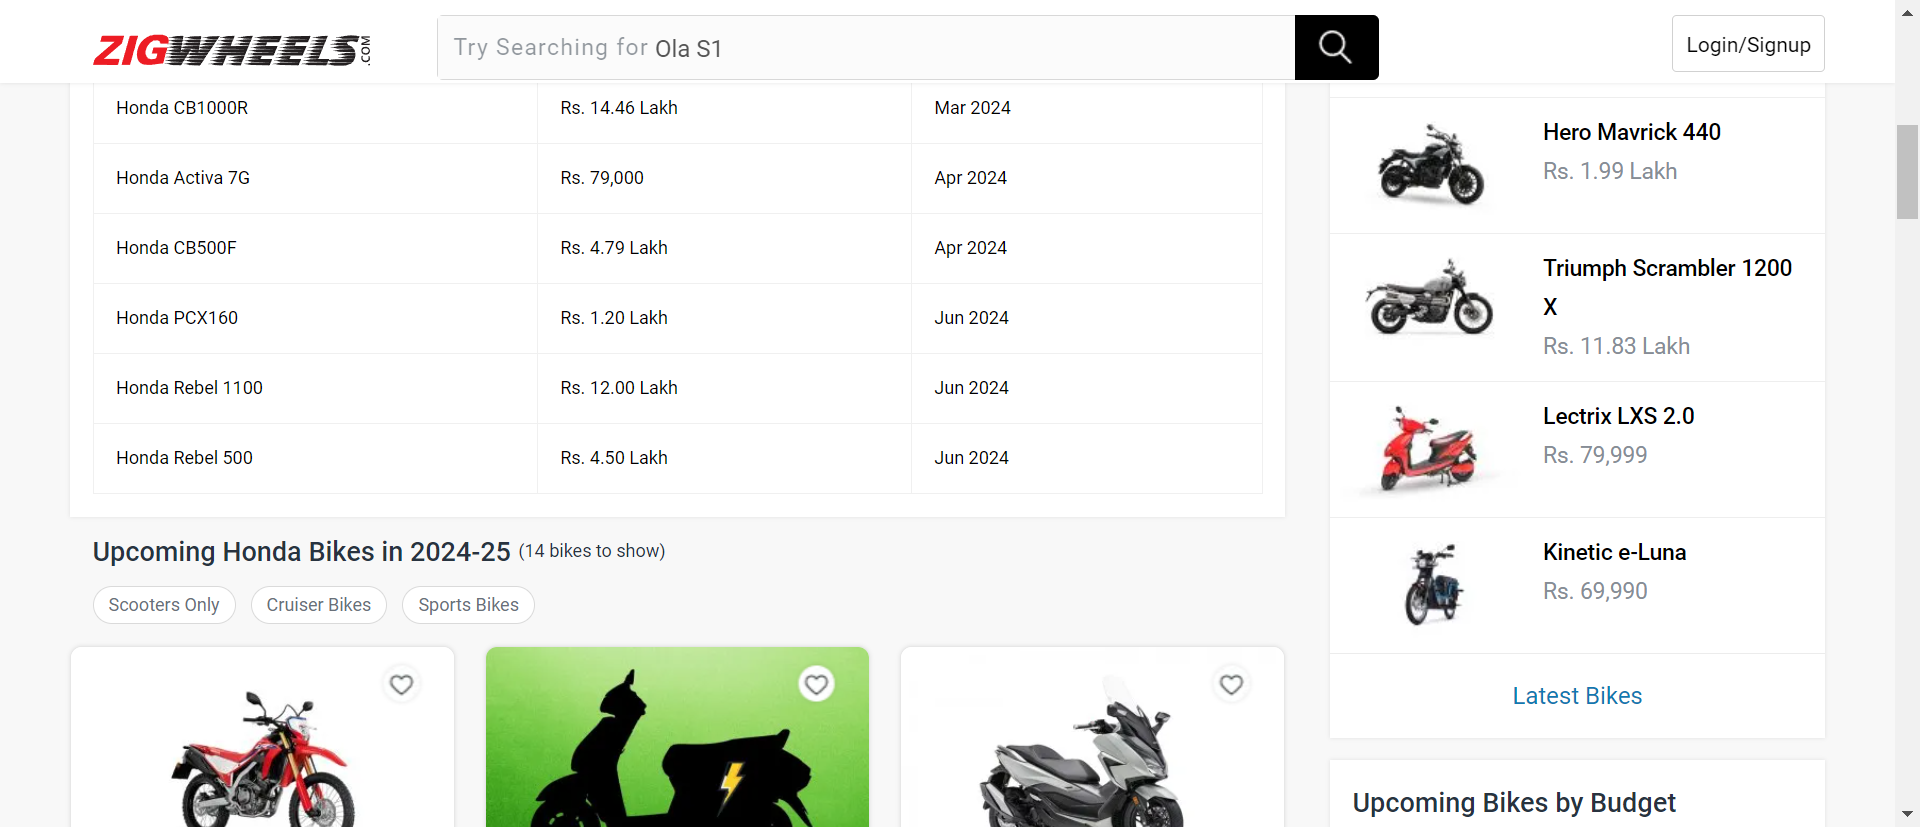 ZIGWHEELS.COM
Try Searching for Ola S1
Login/Signup
Honda CB1000R Rs. 14.46 Lakh Mar 2024
Honda Activa 7G Rs. 79,000 Apr 2024
Honda CB500F Rs. 4.79 Lakh Apr 2024
Honda PCX160 Rs. 1.20 Lakh Jun 2024
Honda Rebel 1100 Rs. 12.00 Lakh Jun 2024
Honda Rebel 500 Rs. 4.50 Lakh Jun 2024
Upcoming Honda Bikes in 2024-25 (14 bikes to show)
Scooters Only Cruiser Bikes Sports Bikes
Hero Mavrick 440
Rs. 1.99 Lakh
Triumph Scrambler 1200
X
Rs. 11.83 Lakh
Lectrix LXS 2.0
Rs. 79,999
Kinetic e-Luna
Rs. 69,990
Latest Bikes
Upcoming Bikes by Budget